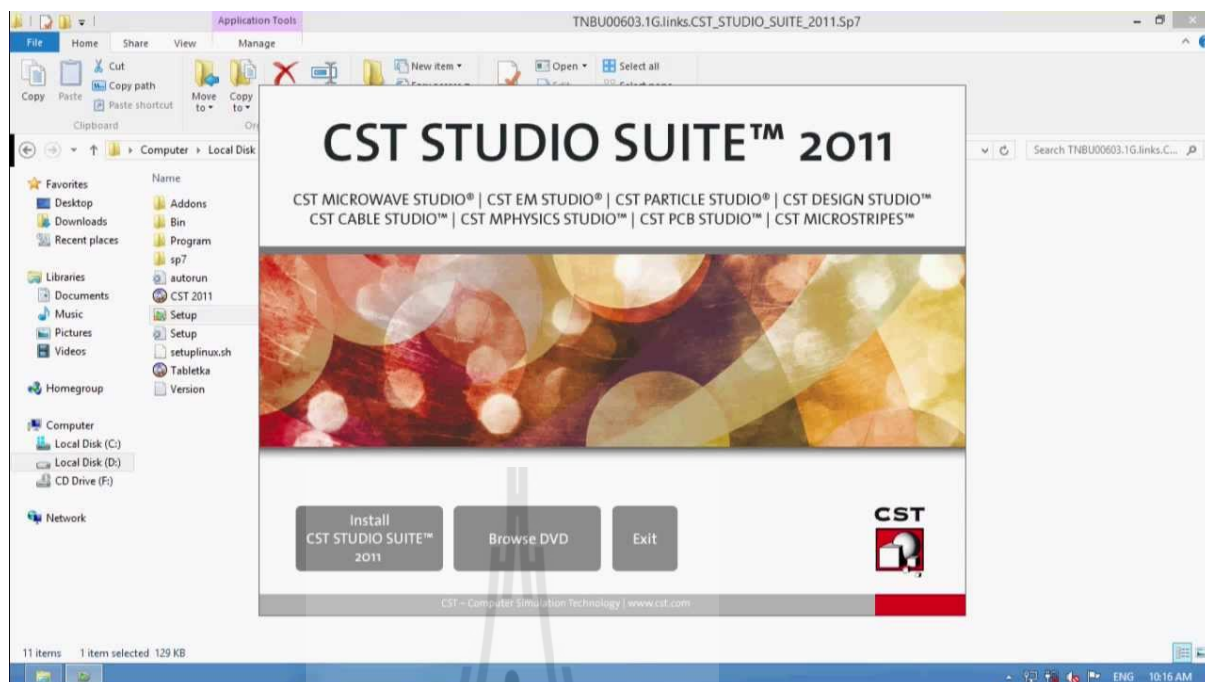 Application Tools
TNBU00603.1G.links.CST_STUDIO_SUITE_2011.Sp7
File Home Share View Manage
Copy
Paste
Cut
Copy path
Paste shortcut
Move to
Copy to
New item
Open
Select all
Clipboard
Computer Local Disk
Search TNBU00603.1G.links.C...
Favorites
Desktop
Downloads
Recent places
Libraries
Documents
Music
Pictures
Videos
Homegroup
Computer
Local Disk (C:)
Local Disk (D:)
CD Drive (F:)
Network
Name
Addons
Bin
Program
sp7
autorun
CST 2011
Setup
Setup
setuplinux.sh
Tabletka
Version
CST STUDIO SUITE™ 2011
CST MICROWAVE STUDIO® | CST EM STUDIO® | CST PARTICLE STUDIO® | CST DESIGN STUDIO™
CST CABLE STUDIO™ | CST MPHYSICS STUDIO™ | CST PCB STUDIO™ | CST MICROSTRIPES™
Install
CST STUDIO SUITE™
2011
Browse DVD
Exit
CST
CST – Computer Simulation Technology | www.cst.com
11 items 1 item selected 129 KB
ENG 10:16 AM